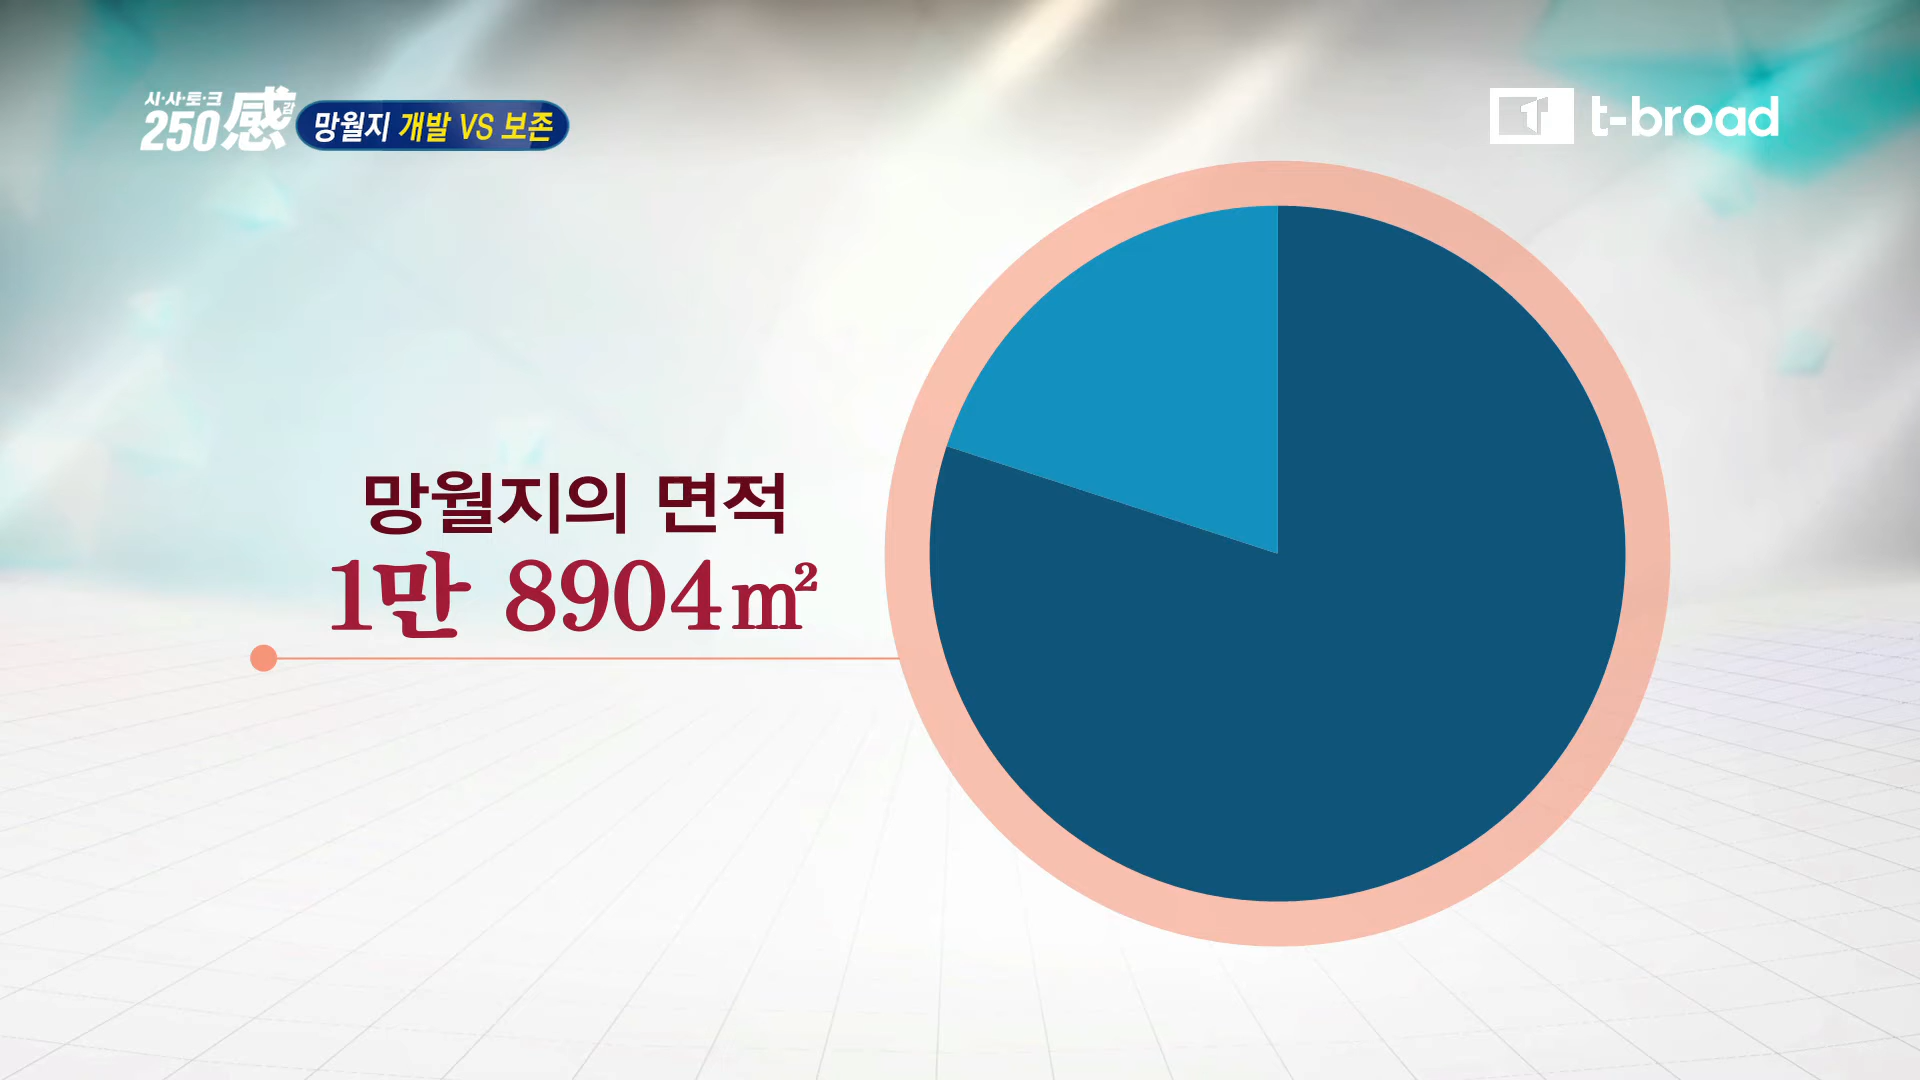 시·사·토·크
250感감
망월지 개발 VS 보존
t-broad
망월지의 면적
1만 8904㎡